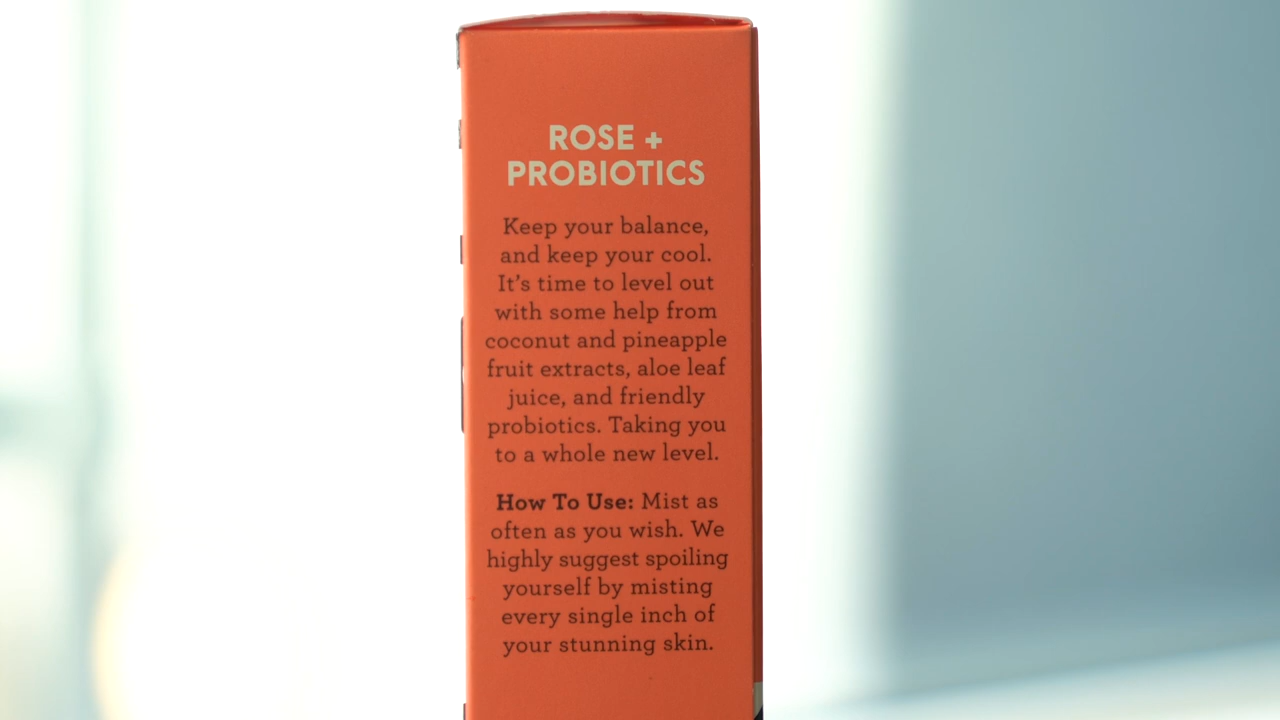 ROSE +
PROBIOTICS
Keep your balance,
and keep your cool.
It's time to level out
with some help from
coconut and pineapple
fruit extracts, aloe leaf
juice, and friendly
probiotics. Taking you
to a whole new level.
How To Use: Mist as
often as you wish. We
highly suggest spoiling
yourself by misting
every single inch of
your stunning skin.